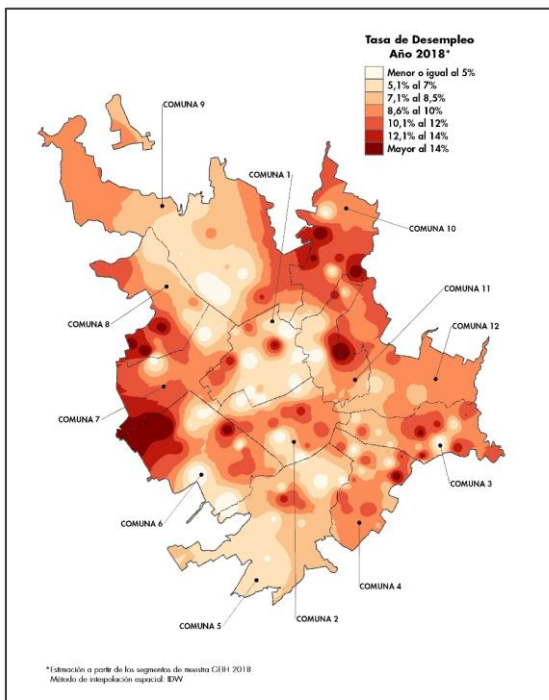 Tasa de Desempleo
Año 2018*
Menor o igual al 5%
5,1% al 7%
7,1% al 8,5%
8,6% al 10%
10,1% al 12%
12,1% al 14%
Mayor al 14%
COMUNA 9
COMUNA 1
COMUNA 10
COMUNA 11
COMUNA 8
COMUNA 12
COMUNA 7
COMUNA 3
COMUNA 6
COMUNA 4
COMUNA 5
COMUNA 2
*Estimación a partir de los segmentos de muestra GEIH 2018
Método de interpolación espacial: IDW